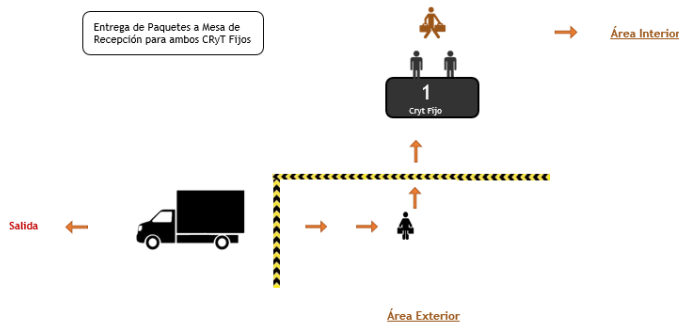 Entrega de Paquetes a Mesa de
Recepción para ambos CRyT Fijos
Área Interior
1
Cryt Fijo
Salida
Área Exterior